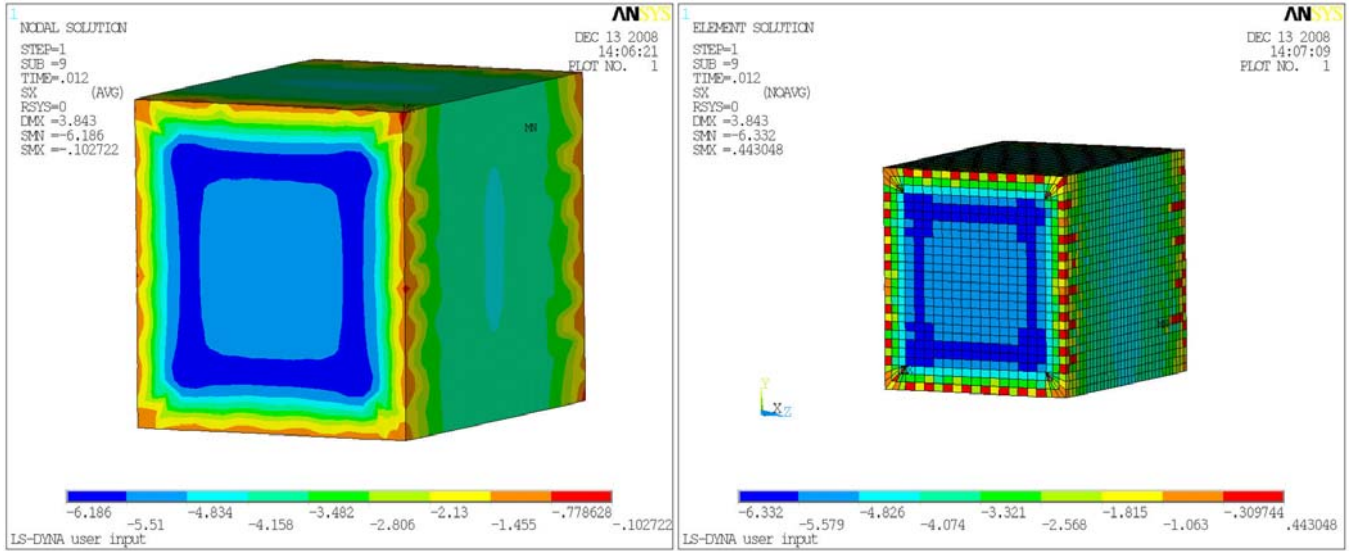 1
ANSYS
NODAL SOLUTION
DEC 13 2008
14:06:21
PLOT NO. 1
STEP=1
SUB =9
TIME=.012
SX (AVG)
RSYS=0
DMX =3.843
SMN =-6.186
SMX =-.102722
MN
-6.186 -5.51 -4.834 -4.158 -3.482 -2.806 -2.13 -1.455 -.778628 -.102722
LS-DYNA user input
1
ANSYS
ELEMENT SOLUTION
DEC 13 2008
14:07:09
PLOT NO. 1
STEP=1
SUB =9
TIME=.012
SX (NOAVG)
RSYS=0
DMX =3.843
SMN =-6.332
SMX =.443048
Y
X Z
-6.332 -5.579 -4.826 -4.074 -3.321 -2.568 -1.815 -1.063 -.309744 .443048
LS-DYNA user input